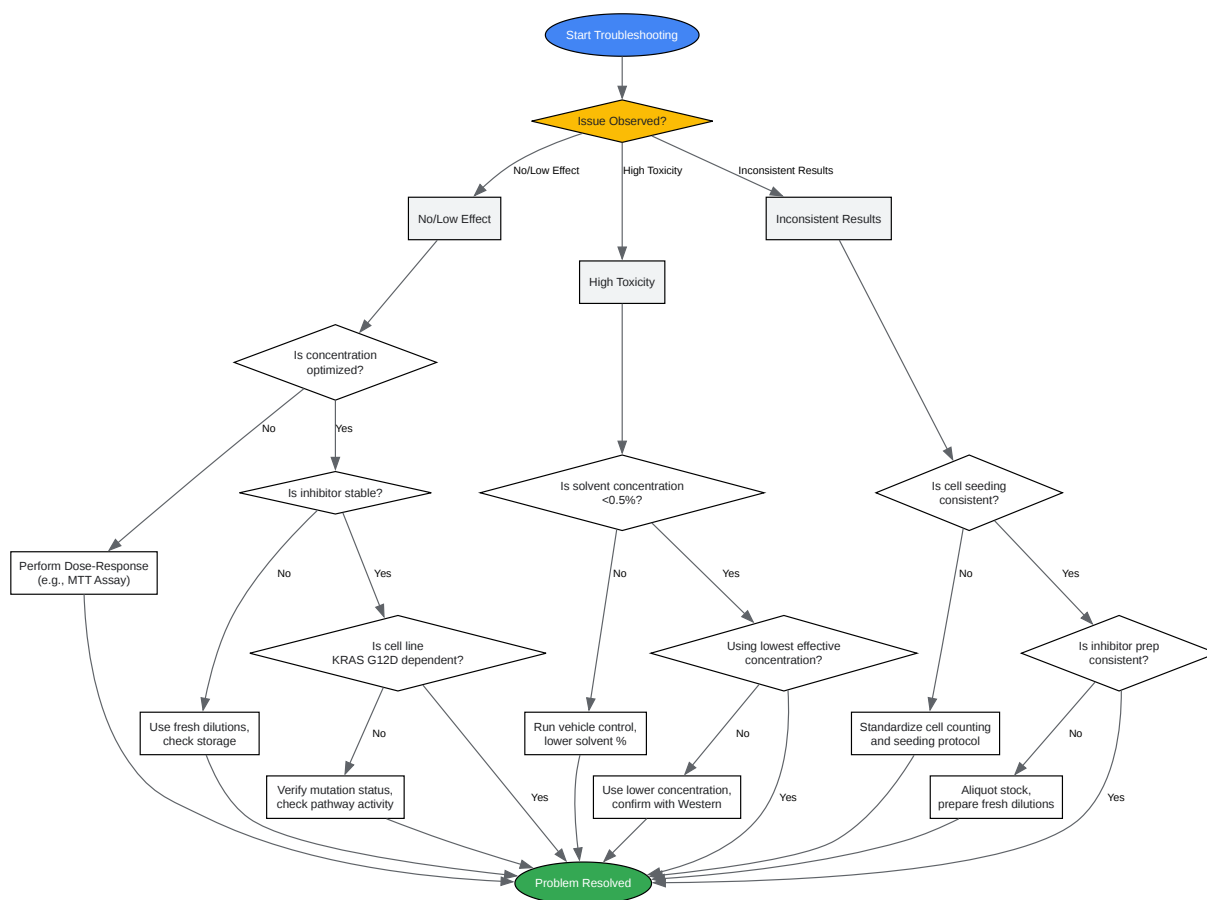 Start Troubleshooting
Issue Observed?
No/Low Effect
High Toxicity
Inconsistent Results
No/Low Effect
Inconsistent Results
High Toxicity
Is concentration
optimized?
No
Yes
Is inhibitor stable?
Is solvent concentration
<0.5%?
Is cell seeding
consistent?
Perform Dose-Response
(e.g., MTT Assay)
No
Yes
No
Yes
No
Yes
Is cell line
KRAS G12D dependent?
Using lowest effective
concentration?
Is inhibitor prep
consistent?
Use fresh dilutions,
check storage
No
Run vehicle control,
lower solvent %
No
Standardize cell counting
and seeding protocol
No
Verify mutation status,
check pathway activity
Yes
Use lower concentration,
confirm with Western
Yes
Aliquot stock,
prepare fresh dilutions
Yes
Problem Resolved